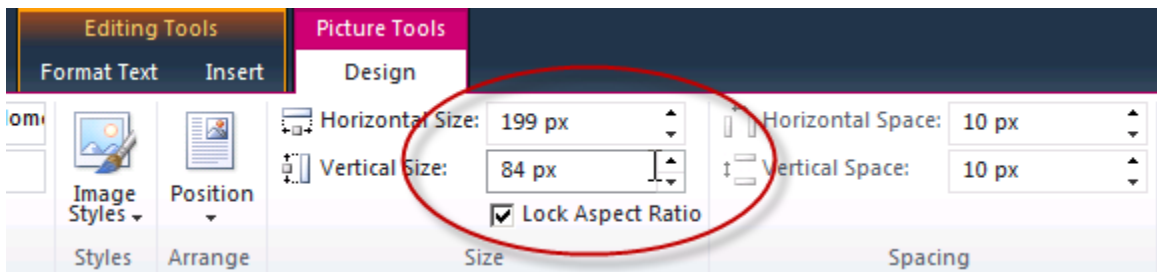 Editing Tools Picture Tools
Format Text Insert Design
Horizontal Size: 199 px Horizontal Space: 10 px
Vertical Size: 84 px Vertical Space: 10 px
Image Styles Position
Lock Aspect Ratio
Styles Arrange Size Spacing